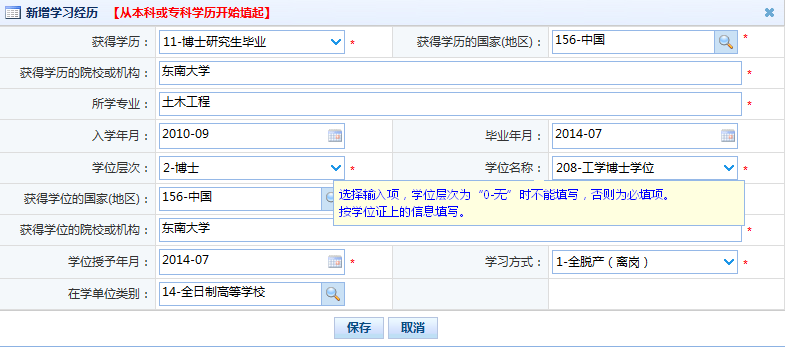 新增学习经历 【从本科或专科学历开始填起】
获得学历： 11-博士研究生毕业 * 获得学历的国家(地区)： 156-中国 *
获得学历的院校或机构： 东南大学 *
所学专业： 土木工程 *
入学年月： 2010-09 毕业年月： 2014-07
学位层次： 2-博士 * 学位名称： 208-工学博士学位 *
获得学位的国家(地区)： 156-中国
选择输入项，学位层次为“0-无”时不能填写，否则为必填项。
按学位证上的信息填写。
获得学位的院校或机构： 东南大学 *
学位授予年月： 2014-07 * 学习方式： 1-全脱产（离岗） *
在学单位类别： 14-全日制高等学校
保存 取消